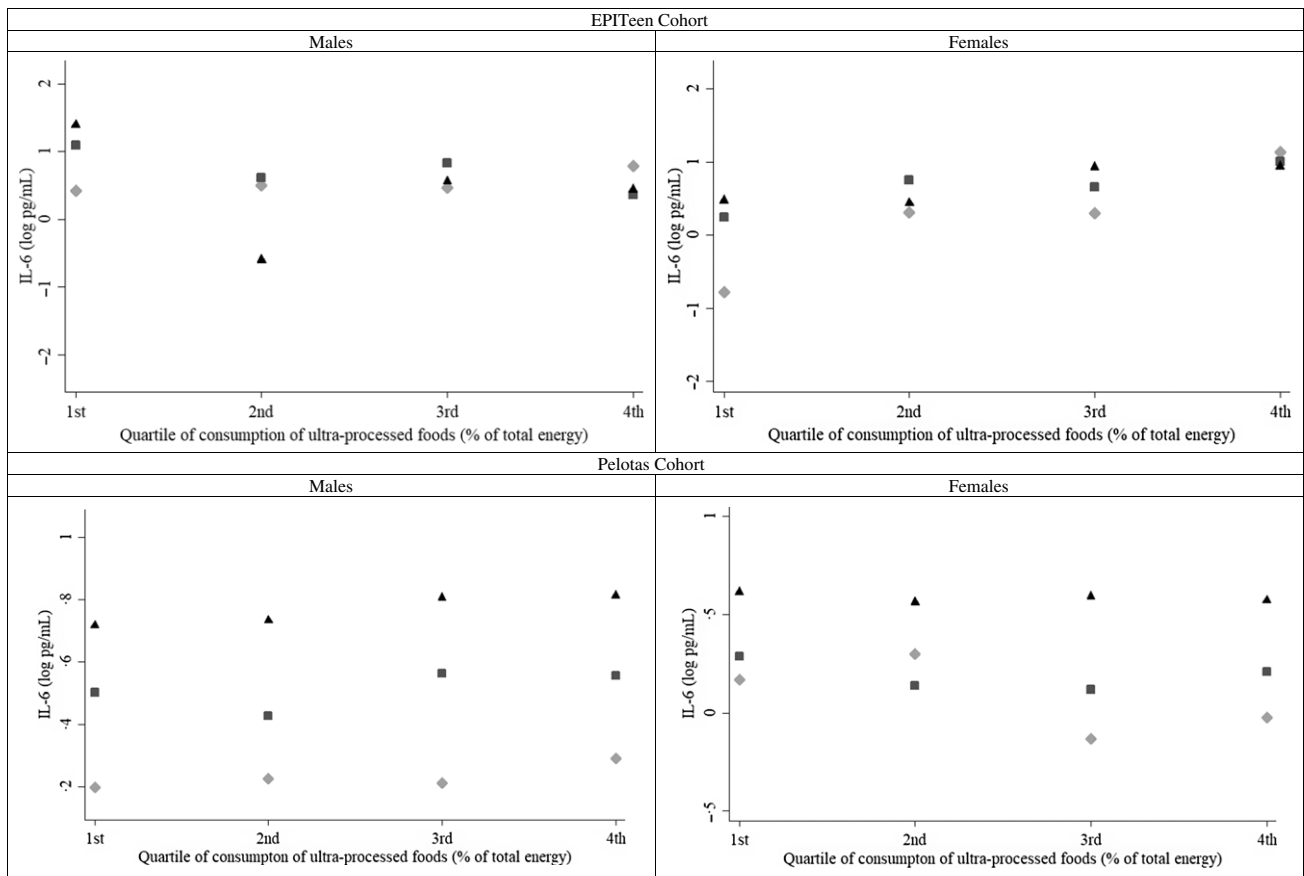 EPITeen Cohort
Males
Females
IL-6 (log pg/mL)
2
1
0
-1
-2
1st 2nd 3rd 4th
Quartile of consumption of ultra-processed foods (% of total energy)
IL-6 (log pg/mL)
2
1
0
-1
-2
1st 2nd 3rd 4th
Quartile of consumption of ultra-processed foods (% of total energy)
Pelotas Cohort
Males
Females
IL-6 (log pg/mL)
1
.8
.6
.4
.2
1st 2nd 3rd 4th
Quartile of consumpton of ultra-processed foods (% of total energy)
IL-6 (log pg/mL)
1
.5
0
-.5
1st 2nd 3rd 4th
Quartile of consumpton of ultra-processed foods (% of total energy)